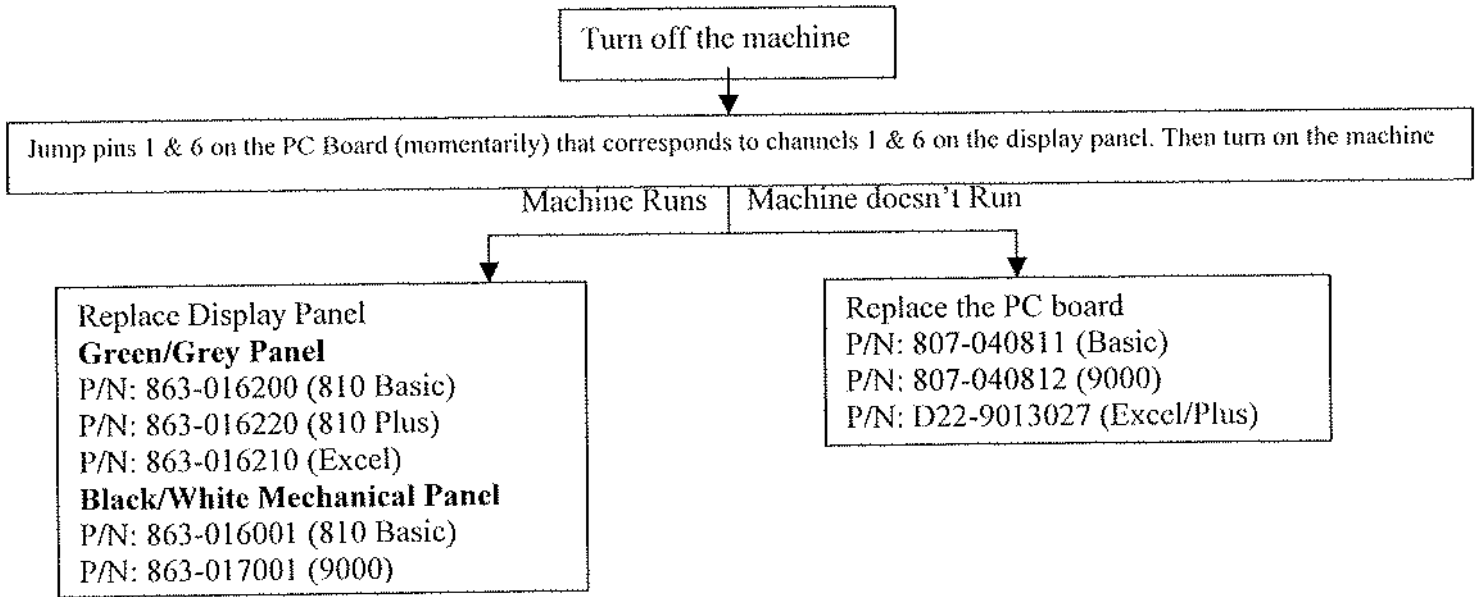 Turn off the machine
Jump pins 1 & 6 on the PC Board (momentarily) that corresponds to channels 1 & 6 on the display panel. Then turn on the machine
Machine Runs
Machine doesn't Run
Replace Display Panel
Green/Grey Panel
P/N: 863-016200 (810 Basic)
P/N: 863-016220 (810 Plus)
P/N: 863-016210 (Excel)
Black/White Mechanical Panel
P/N: 863-016001 (810 Basic)
P/N: 863-017001 (9000)
Replace the PC board
P/N: 807-040811 (Basic)
P/N: 807-040812 (9000)
P/N: D22-9013027 (Excel/Plus)